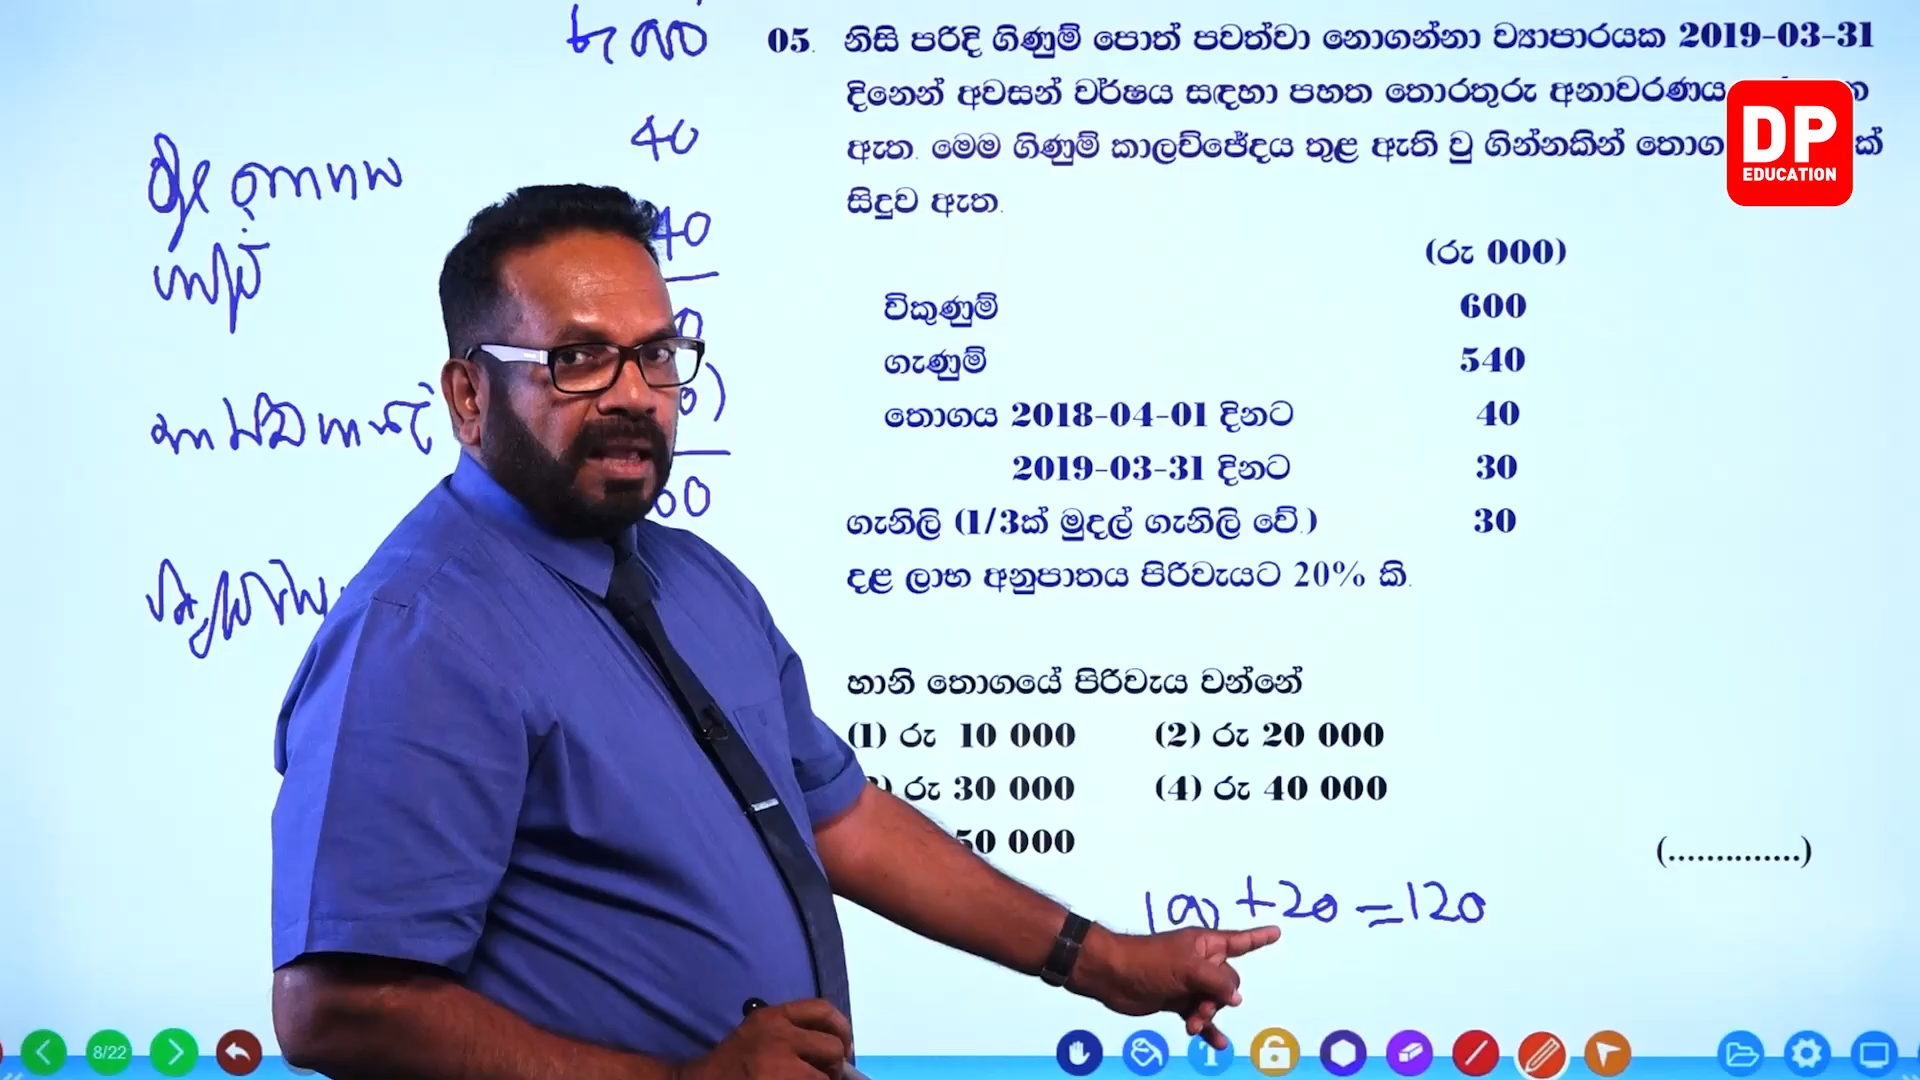 රු 000
05. නිසි පරිදි ගිණුම් පොත් පවත්වා නොගන්නා ව්‍යාපාරයක 2019-03-31
දිනෙන් අවසන් වර්ෂය සඳහා පහත තොරතුරු අනාවරණය
ඇත. මෙම ගිණුම් කාලච්ඡේදය තුළ ඇති වු ගින්නකින් තොග ක්
සිදුව ඇත.
DP
EDUCATION
(රු 000)
විකුණුම් 600
ගැණුම් 540
තොගය 2018-04-01 දිනට 40
2019-03-31 දිනට 30
ගැනිලි (1/3ක් මුදල් ගැනිලි වේ.) 30
දළ ලාභ අනුපාතය පිරිවැයට 20% කි.
හානි තොගයේ පිරිවැය වන්නේ
(1) රු 10 000 (2) රු 20 000
රු 30 000 (4) රු 40 000
50 000
(..............)
100 + 20 = 120
40
40
8/22